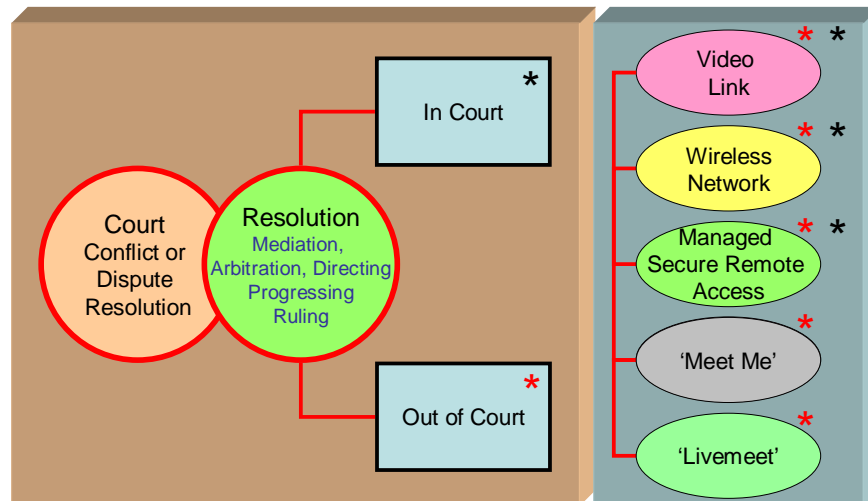 Court
Conflict or
Dispute
Resolution
Resolution
Mediation,
Arbitration, Directing
Progressing
Ruling
*
In Court
*
Out of Court
* *
Video
Link
* *
Wireless
Network
* *
Managed
Secure Remote
Access
*
‘Meet Me’
*
‘Livemeet’